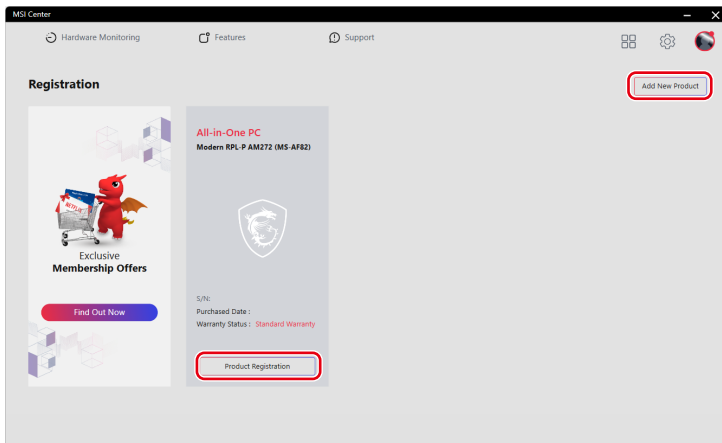 MSI Center
Hardware Monitoring
Features
Support
Registration
Add New Product
All-in-One PC
Modern RPL-P AM272 (MS-AF82)
NETFLIX
Exclusive
Membership Offers
Find Out Now
S/N:
Purchased Date :
Warranty Status : Standard Warranty
Product Registration